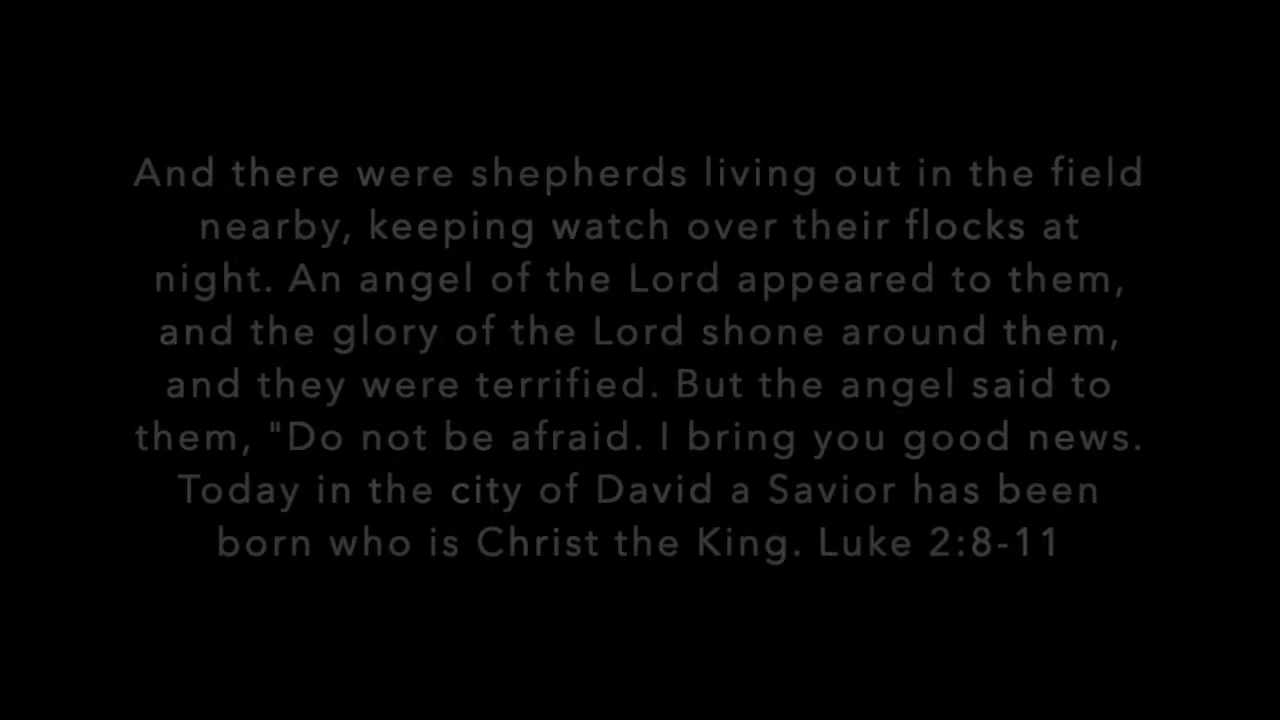 And there were shepherds living out in the field
nearby, keeping watch over their flocks at
night. An angel of the Lord appeared to them,
and the glory of the Lord shone around them,
and they were terrified. But the angel said to
them, "Do not be afraid. I bring you good news.
Today in the city of David a Savior has been
born who is Christ the King. Luke 2:8-11